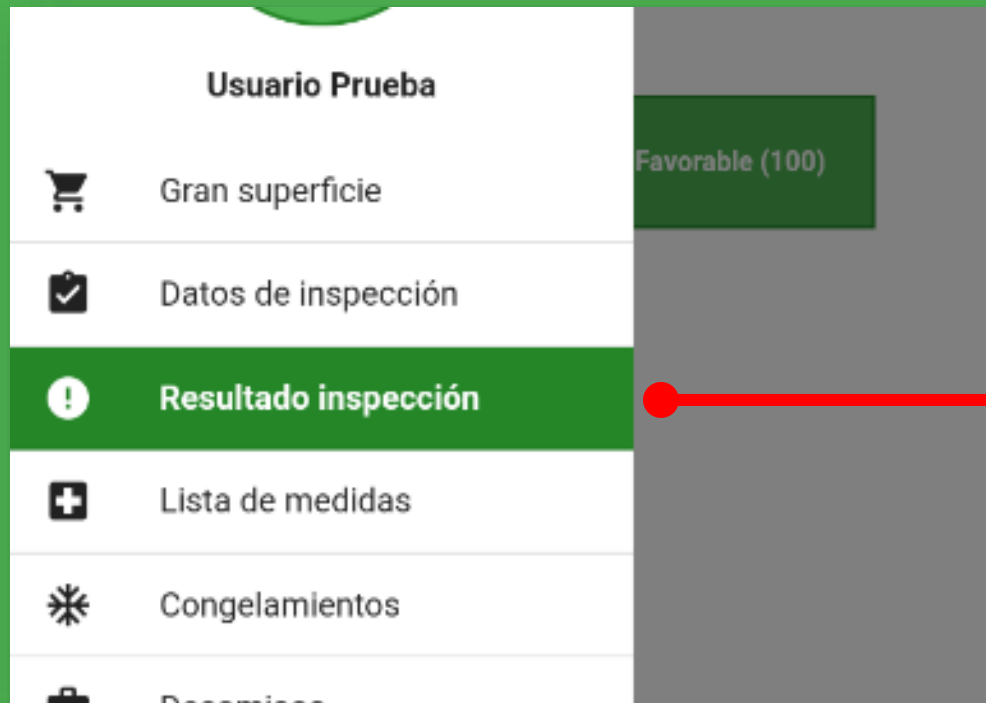 Usuario Prueba
Favorable (100)
Gran superficie
Datos de inspección
Resultado inspección
Lista de medidas
Congelamientos